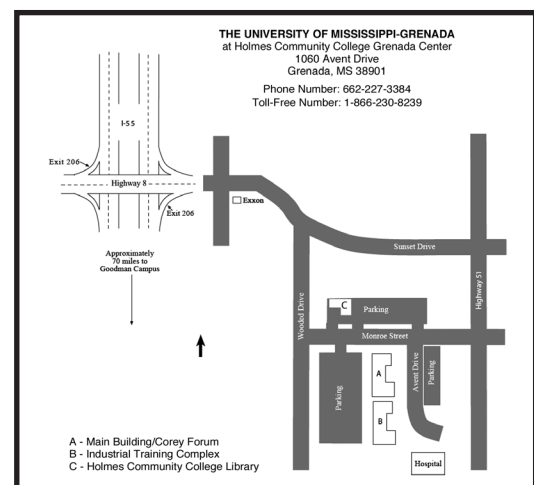 THE UNIVERSITY OF MISSISSIPPI-GRENADA
at Holmes Community College Grenada Center
1060 Avent Drive
Grenada, MS 38901
Phone Number: 662-227-3384
Toll-Free Number: 1-866-230-8239
I-55
Exit 206
Highway 8
Exit 206
Exxon
Approximately
70 miles to
Goodman Campus
Sunset Drive
Highway 51
Wooded Drive
C
Parking
Monroe Street
Avent Drive
Parking
Parking
A
B
Hospital
A - Main Building/Corey Forum
B - Industrial Training Complex
C - Holmes Community College Library